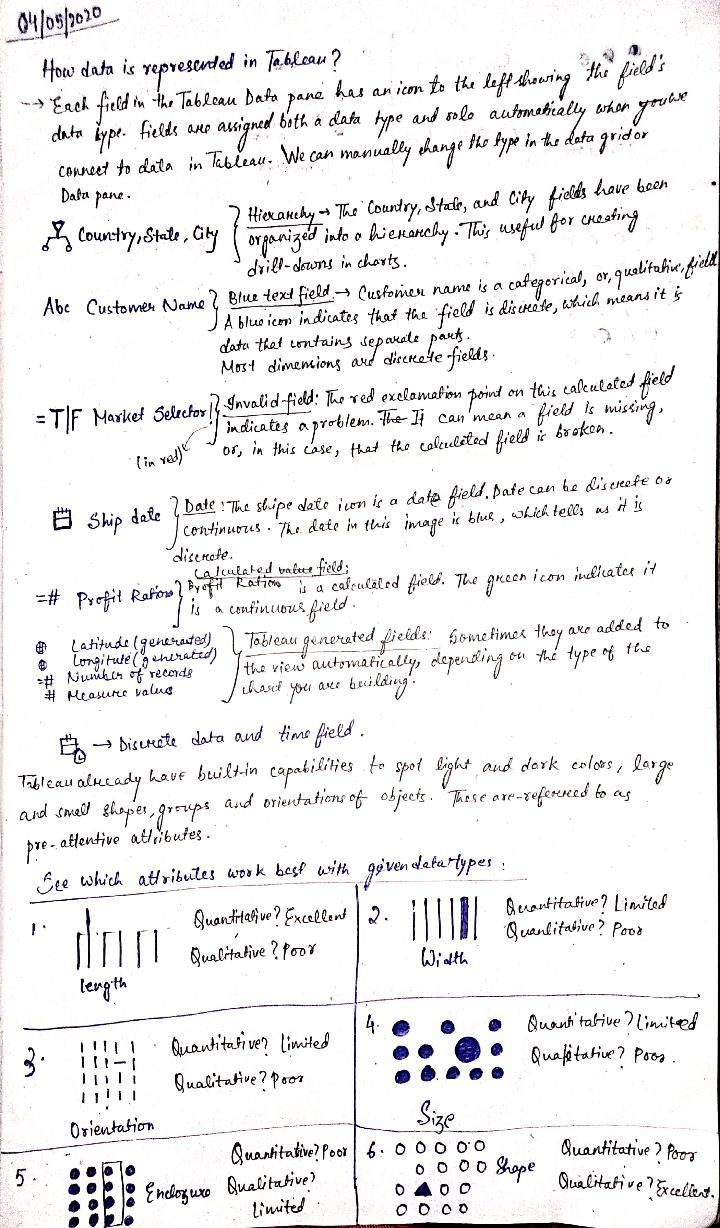 04/05/2020
How data is represented in Tableau?
→ Each field in the Tableau Data pane has an icon to the left showing the field's
data type. fields are assigned both a data type and role automatically when you've
connect to data in Tableau. We can manually change the type in the data grid or
Data pane.
Country, State, City
Hierarchy → The Country, State, and City fields have been
organized into a hierarchy. This useful for creating
drill-downs in charts.
Abc Customer Name
Blue text field → Customer name is a categorical, or, qualitative, field
A blue icon indicates that the field is discrete, which means it is
data that contains separate parts.
Most dimensions are discrete fields.
=T|F Market Selector
(in red)
Invalid-field: The red exclamation point on this calculated field
indicates a problem. The It can mean a field is missing,
or, in this case, that the calculated field is broken.
Ship date
Date: The shipe date icon is a date field. Date can be discrete or
continuous. The date in this image is blue, which tells us it is
discrete.
=# Profit Ration
Calculated value field:
Profit Ration is a calculated field. The green icon indicates it
is a continuous field.
Latitude (generated)
Longitute (generated)
=# Number of records
# Measure value
Tableau generated fields: Sometimes they are added to
the view automatically, depending on the type of the
chart you are building.
→ Discrete data and time field.
Tableau already have built-in capabilities to spot light and dark colors, large
and small shapes, groups and orientations of objects. These are-refereed to as
pre-attentive attributes.
See which attributes work best with given data types:
1.
Quantitative? Excellent
Qualitative? Poor
length
2.
Quantitative? Limited
Quanlitative? Poor
Width
3.
Quantitative? Limited
Qualitative? Poor
Orientation
4.
Quantitative? Limited
Qualitative? Poor.
Size
5.
Enclozure
Quantitative? Poor
Qualitative?
Limited
6.
Shape
Quantitative? Poor
Qualitative? Excellent.